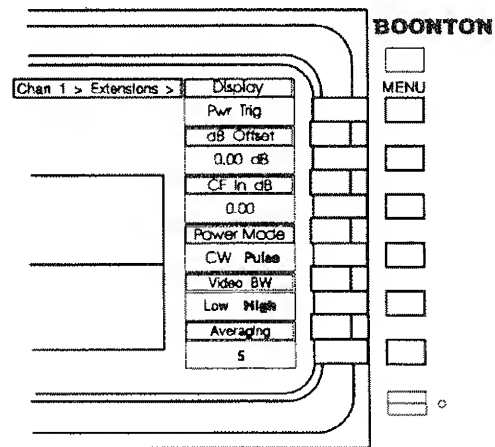 BOONTON
MENU
Chan 1 > Extensions >
Display
Pwr Trig
dB Offset
0.00 dB
CF in dB
0.00
Power Mode
CW Pulse
Video BW
Low High
Averaging
5